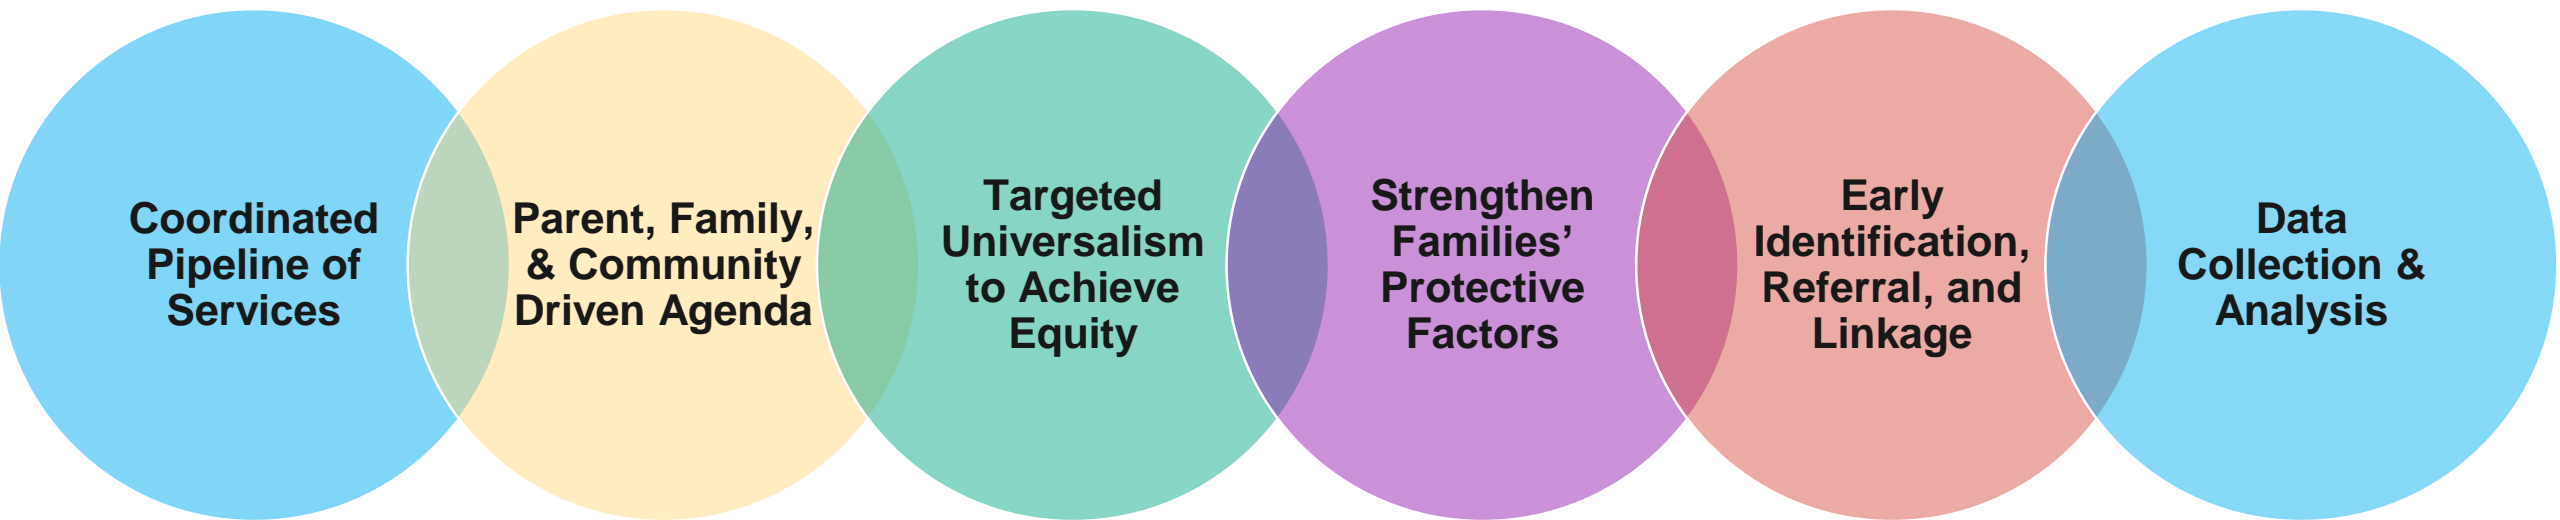 Coordinated
Pipeline of
Services
Parent, Family,
& Community
Driven Agenda
Targeted
Universalism
to Achieve
Equity
Strengthen
Families’
Protective
Factors
Early
Identification,
Referral, and
Linkage
Data
Collection &
Analysis